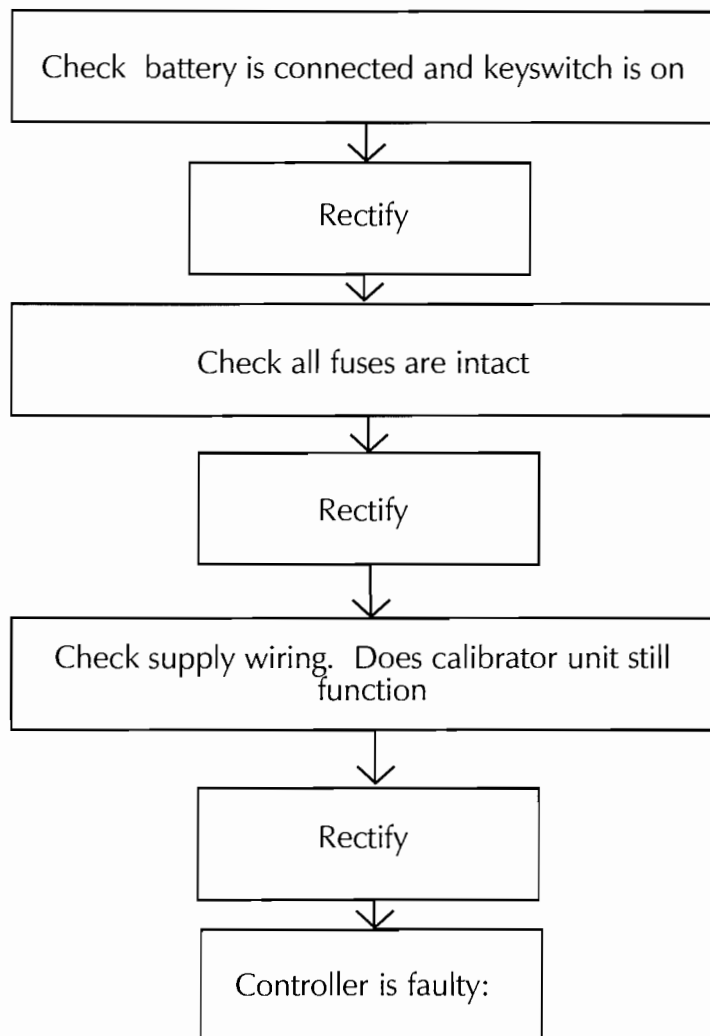 Check battery is connected and keyswitch is on
Rectify
Check all fuses are intact
Rectify
Check supply wiring. Does calibrator unit still
function
Rectify
Controller is faulty: